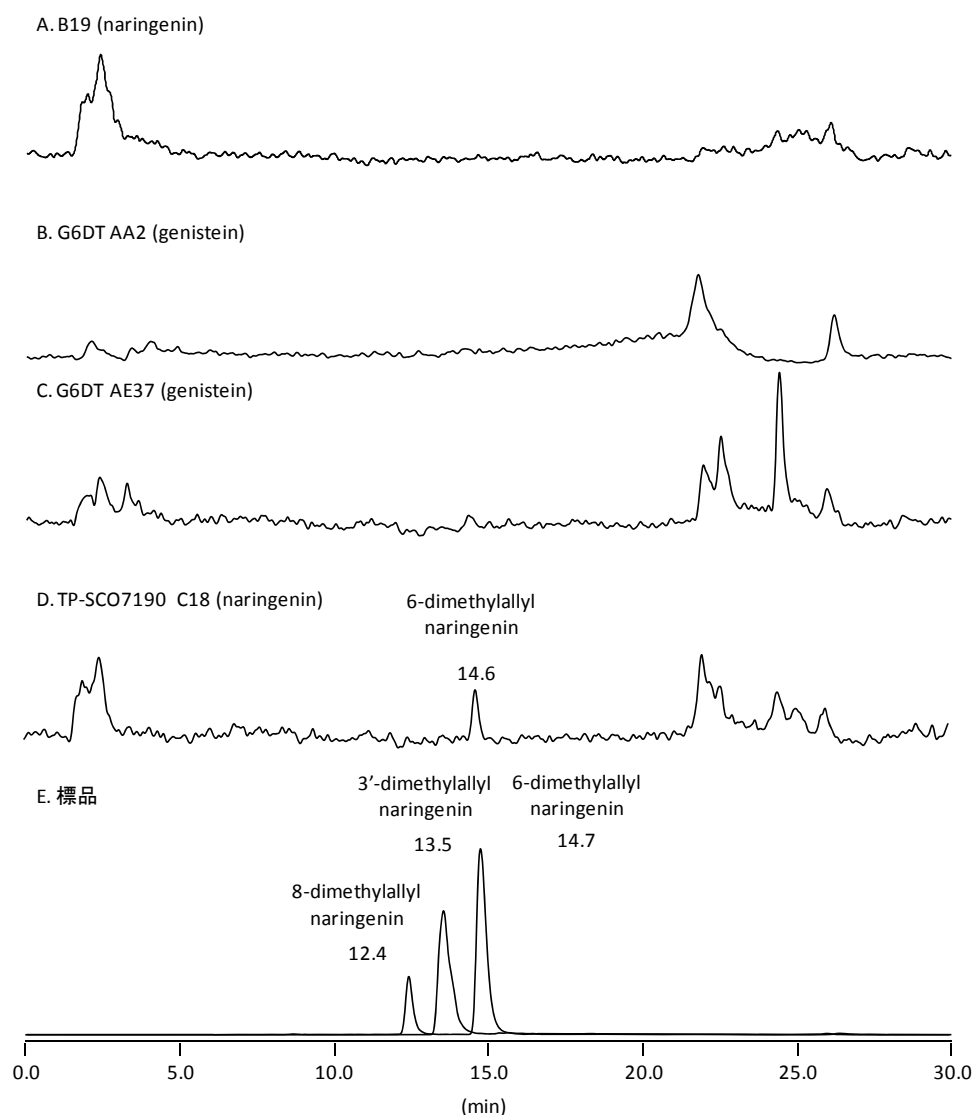 A. B19 (naringenin)
B. G6DT AA2 (genistein)
C. G6DT AE37 (genistein)
D. TP-SCO7190 C18 (naringenin)
6-dimethylallyl
naringenin
14.6
E. 標品
3’-dimethylallyl
naringenin
13.5
6-dimethylallyl
naringenin
14.7
8-dimethylallyl
naringenin
12.4
0.0 5.0 10.0 15.0 20.0 25.0 30.0
(min)